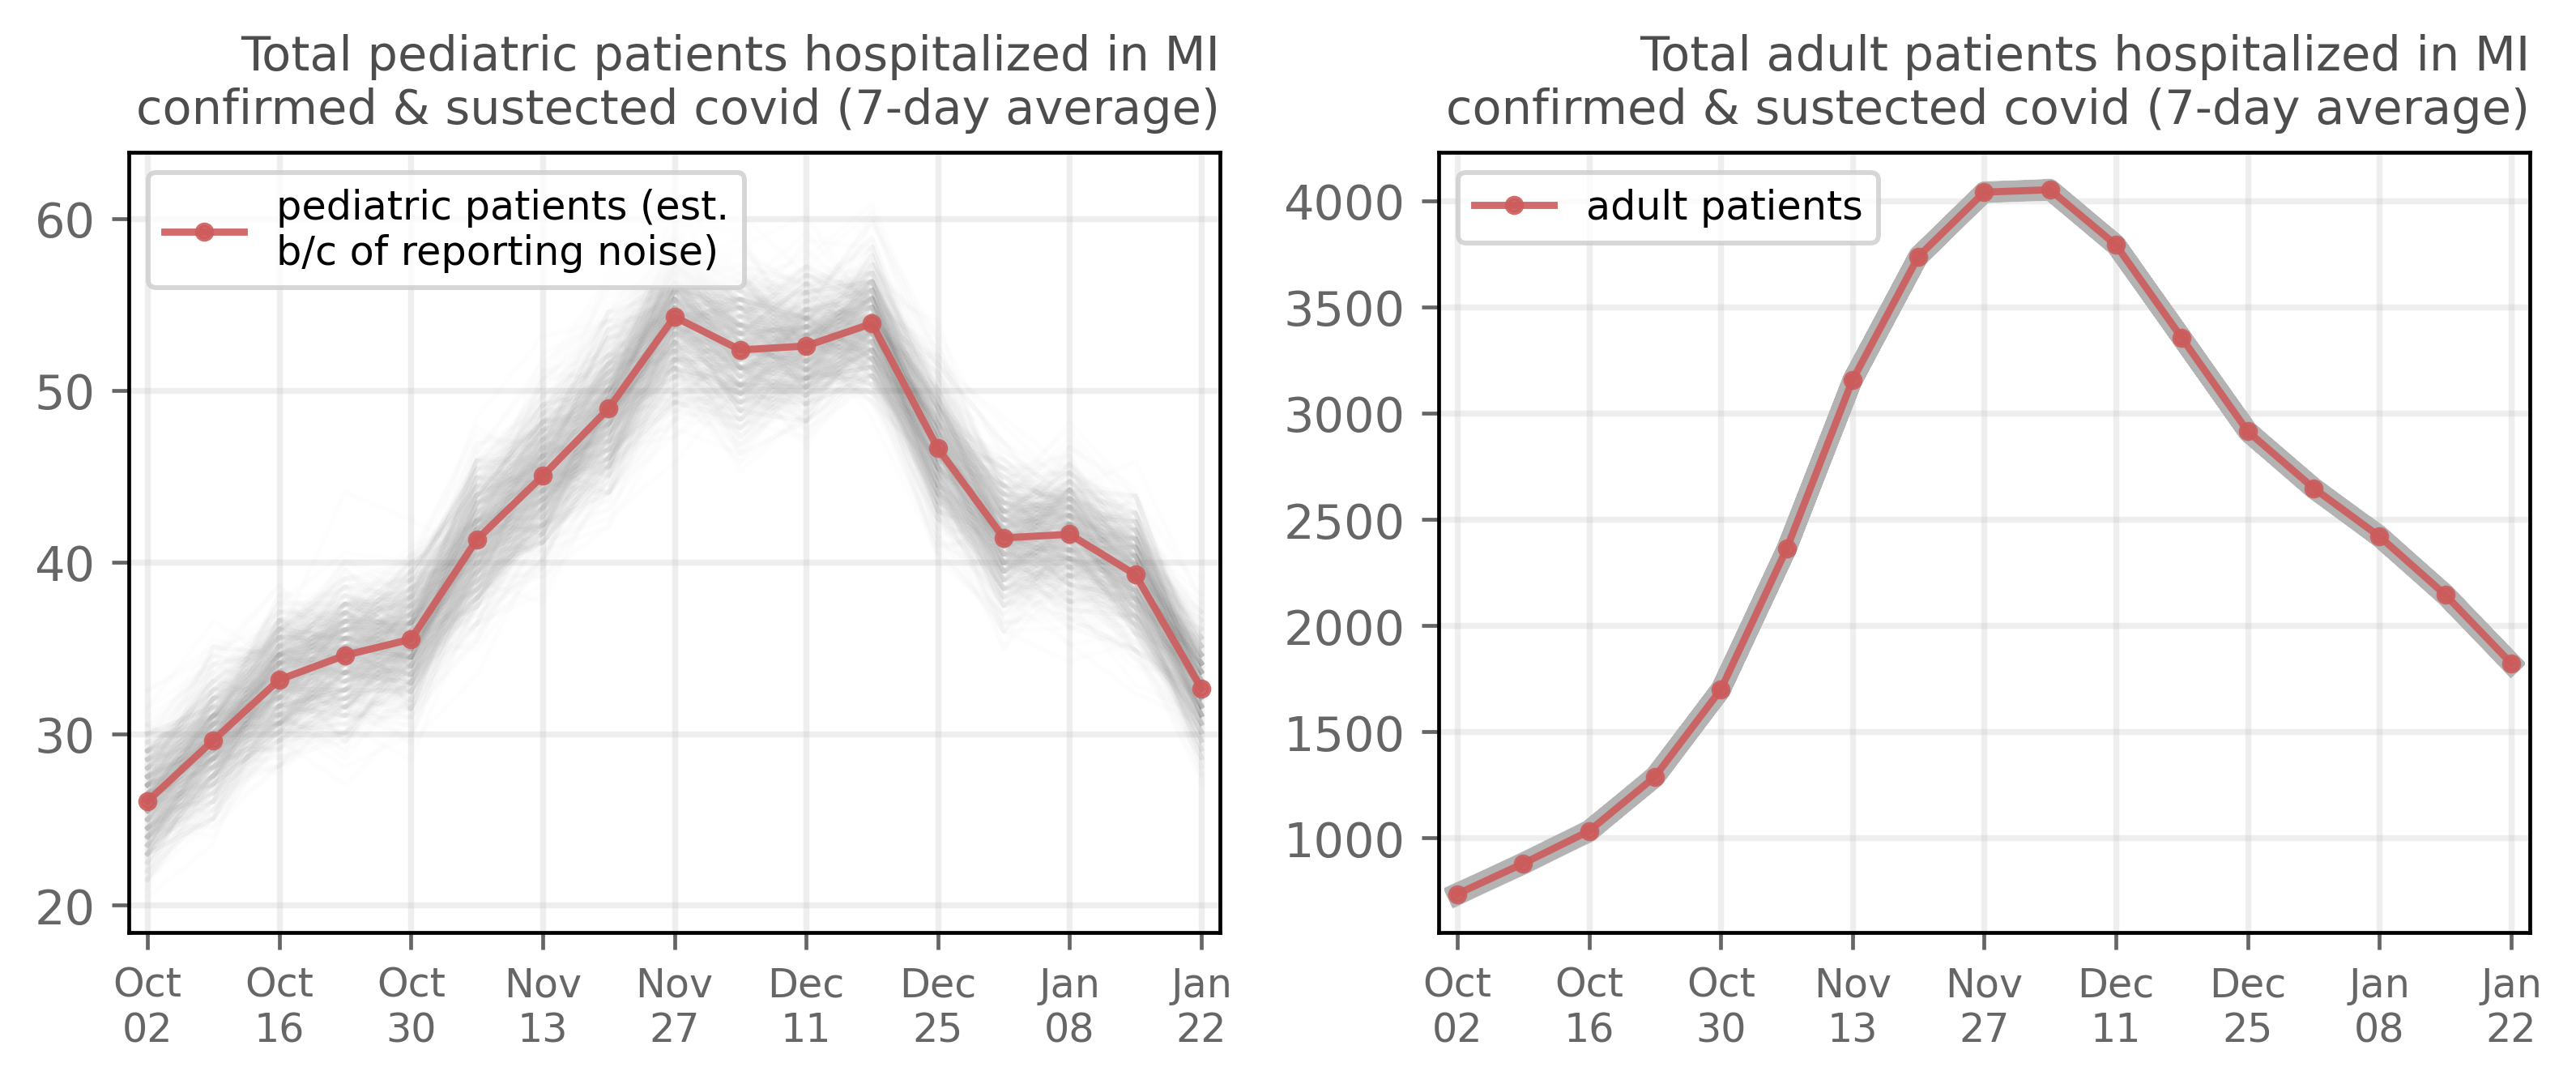 Total pediatric patients hospitalized in MI
confirmed & sustected covid (7-day average)
pediatric patients (est.
b/c of reporting noise)
60
50
40
30
20
Oct Oct Oct Nov Nov Dec Dec Jan Jan
02 16 30 13 27 11 25 08 22
Total adult patients hospitalized in MI
confirmed & sustected covid (7-day average)
adult patients
4000
3500
3000
2500
2000
1500
1000
Oct Oct Oct Nov Nov Dec Dec Jan Jan
02 16 30 13 27 11 25 08 22